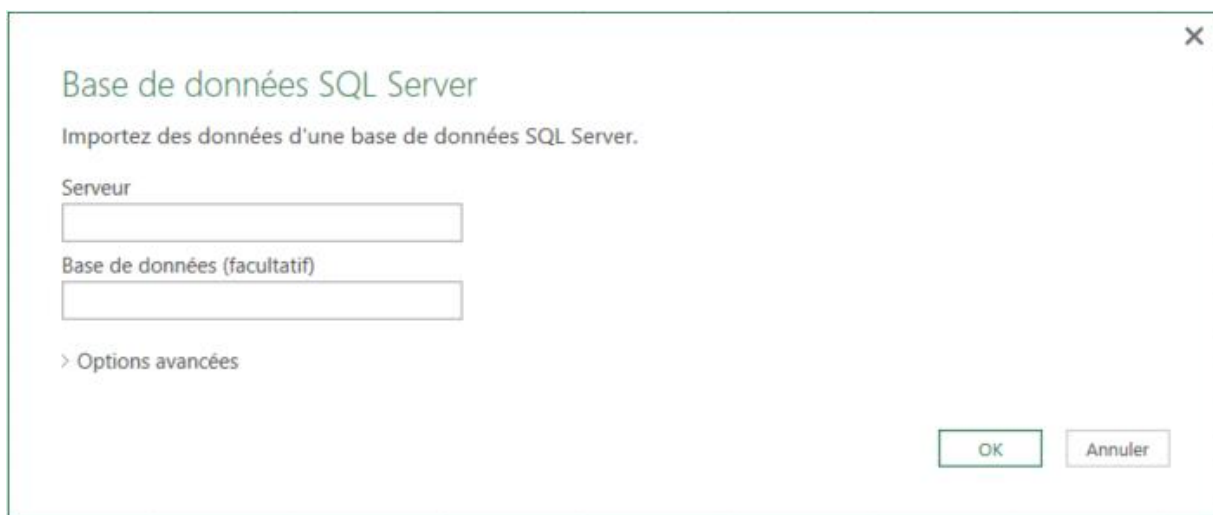 Base de données SQL Server
Importez des données d'une base de données SQL Server.
Serveur
Base de données (facultatif)
Options avancées
OK
Annuler